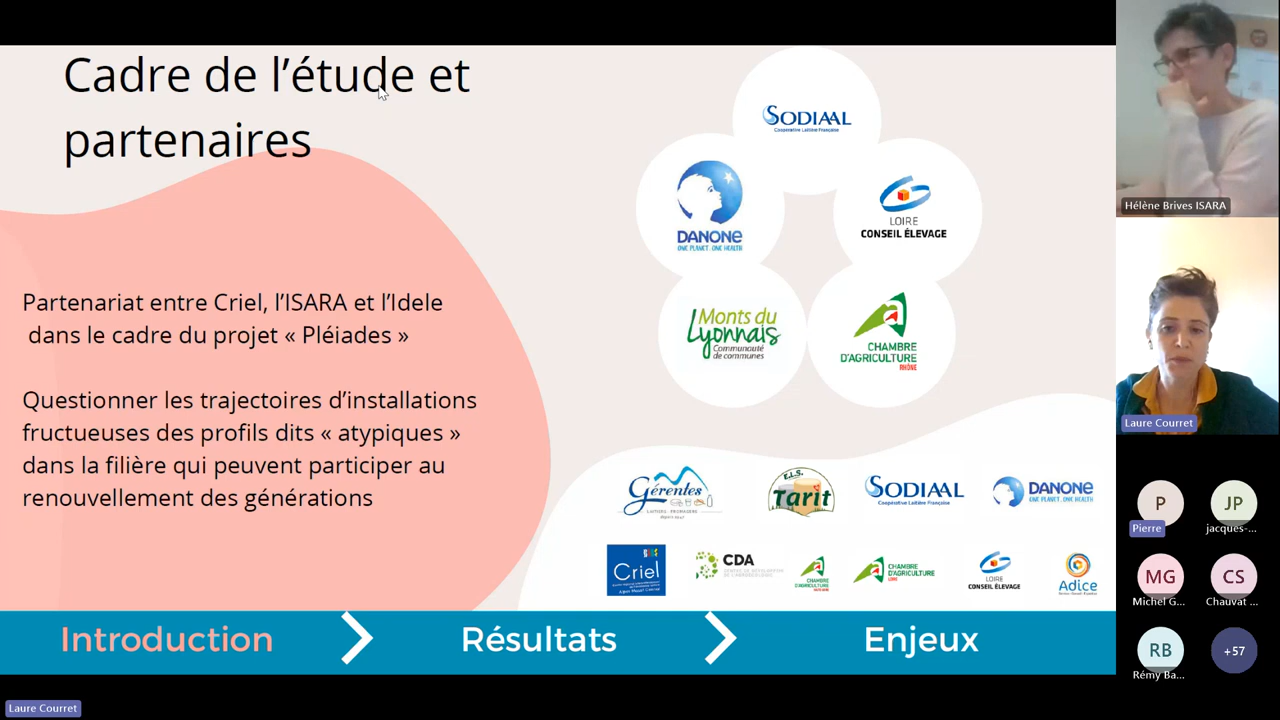 Cadre de l’étude et
partenaires
Partenariat entre Criel, l’ISARA et l’Idele
dans le cadre du projet « Pléiades »
Questionner les trajectoires d’installations
fructueuses des profils dits « atypiques »
dans la filière qui peuvent participer au
renouvellement des générations
SODIAAL
Coopérative Laitière Française
DANONE
ONE PLANET. ONE HEALTH
LOIRE
CONSEIL ÉLEVAGE
Monts du
Lyonnais
Communauté
de communes
CHAMBRE
D'AGRICULTURE
RHÔNE
Gérentes
E.L.S.
Tarit
SODIAAL
Coopérative Laitière Française
DANONE
ONE PLANET. ONE HEALTH
Criel
CDA
CHAMBRE
D'AGRICULTURE
CHAMBRE
D'AGRICULTURE
LOIRE
LOIRE
CONSEIL ÉLEVAGE
Adice
Introduction
Résultats
Enjeux
Hélène Brives ISARA
Laure Courret
P
Pierre
JP
jacques-...
MG
Michel G...
CS
Chauvat ...
RB
Rémy Ba...
+57
Laure Courret